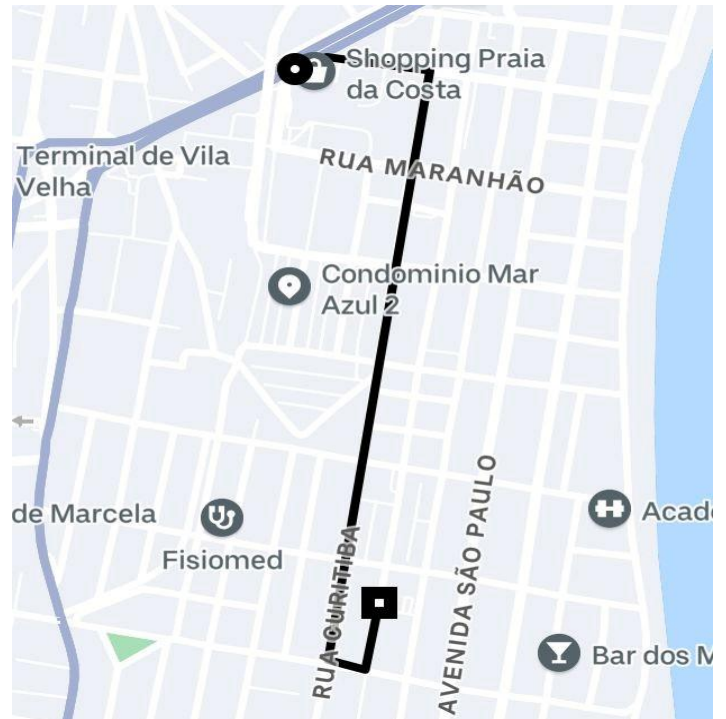 Shopping Praia
da Costa
Terminal de Vila
Velha
RUA MARANHÃO
Condominio Mar
Azul 2
de Marcela
Fisiomed
RUA CURITIBA
AVENIDA SÃO PAULO
Acad
Bar dos M